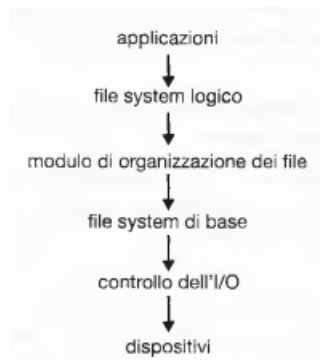 applicazioni
file system logico
modulo di organizzazione dei file
file system di base
controllo dell'I/O
dispositivi